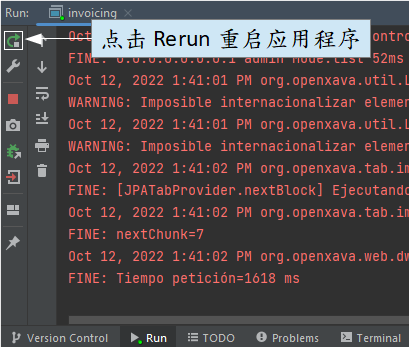 Run: invoicing
点击 Rerun 重启应用程序
FINE: 0.0.0.0.0.0.0.1 admin Node.list 52ms
Oct 12, 2022 1:41:01 PM org.openxava.util.L
WARNING: Imposible internacionalizar elemen
Oct 12, 2022 1:41:01 PM org.openxava.util.L
WARNING: Imposible internacionalizar elemen
Oct 12, 2022 1:41:02 PM org.openxava.tab.im
FINE: [JPATabProvider.nextBlock] Ejecutando
Oct 12, 2022 1:41:02 PM org.openxava.tab.im
FINE: nextChunk=7
Oct 12, 2022 1:41:02 PM org.openxava.web.dw
FINE: Tiempo petición=1618 ms
Version Control Run TODO Problems Terminal